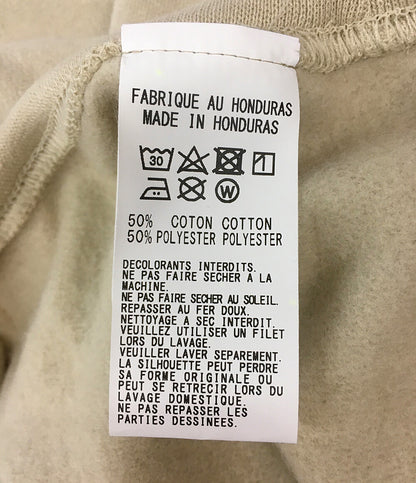 FABRIQUE AU HONDURAS
MADE IN HONDURAS
30
W
50% COTON COTTON
50% POLYESTER POLYESTER
DECOLORANTS INTERDITS.
NE PAS FAIRE SECHER A LA
MACHINE.
NE PAS FAIRE SECHER AU SOLEIL.
REPASSER AU FER DOUX.
NETTOYAGE A SEC INTERDIT.
VEUILLEZ UTILISER UN FILET
LORS DU LAVAGE.
VEUILLER LAVER SEPAREMENT.
LA SILHOUETTE PEUT PERDRE
SA FORME ORIGINALE OU
PEUT SE RETRECIR LORS DU
LAVAGE DOMESTIQUE.
NE PAS REPASSER LES
PARTIES DESSINEES.